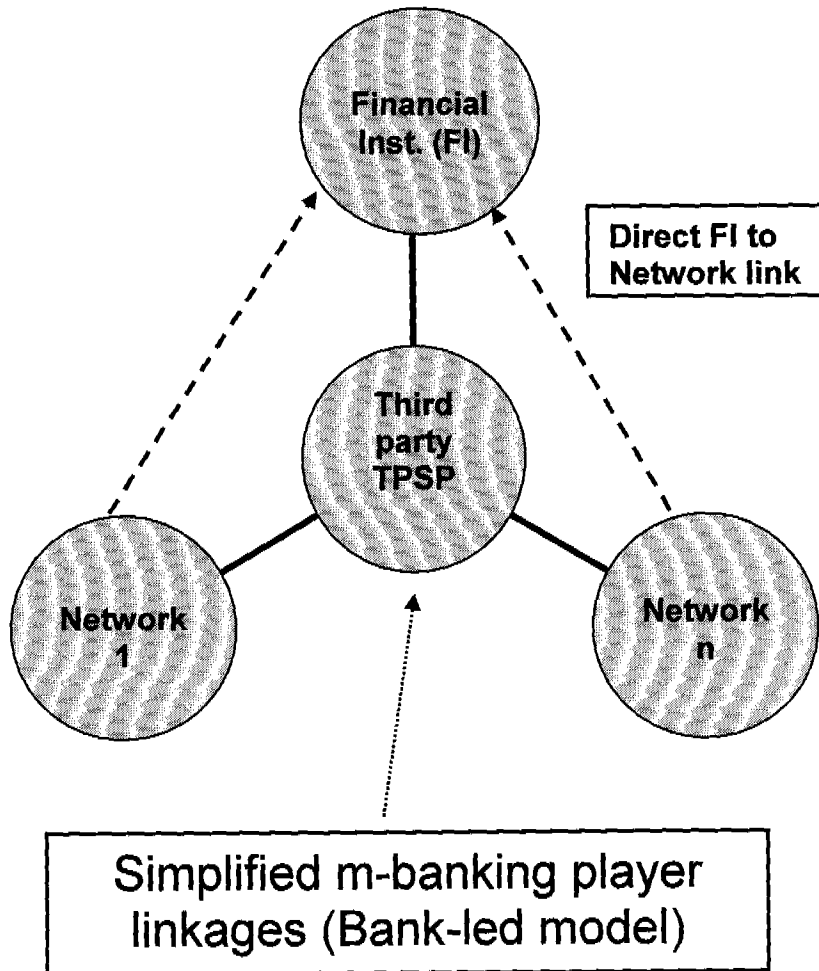 Financial
Inst. (FI)
Direct FI to
Network link
Third
party
TPSP
Network
1
Network
n
Simplified m-banking player
linkages (Bank-led model)